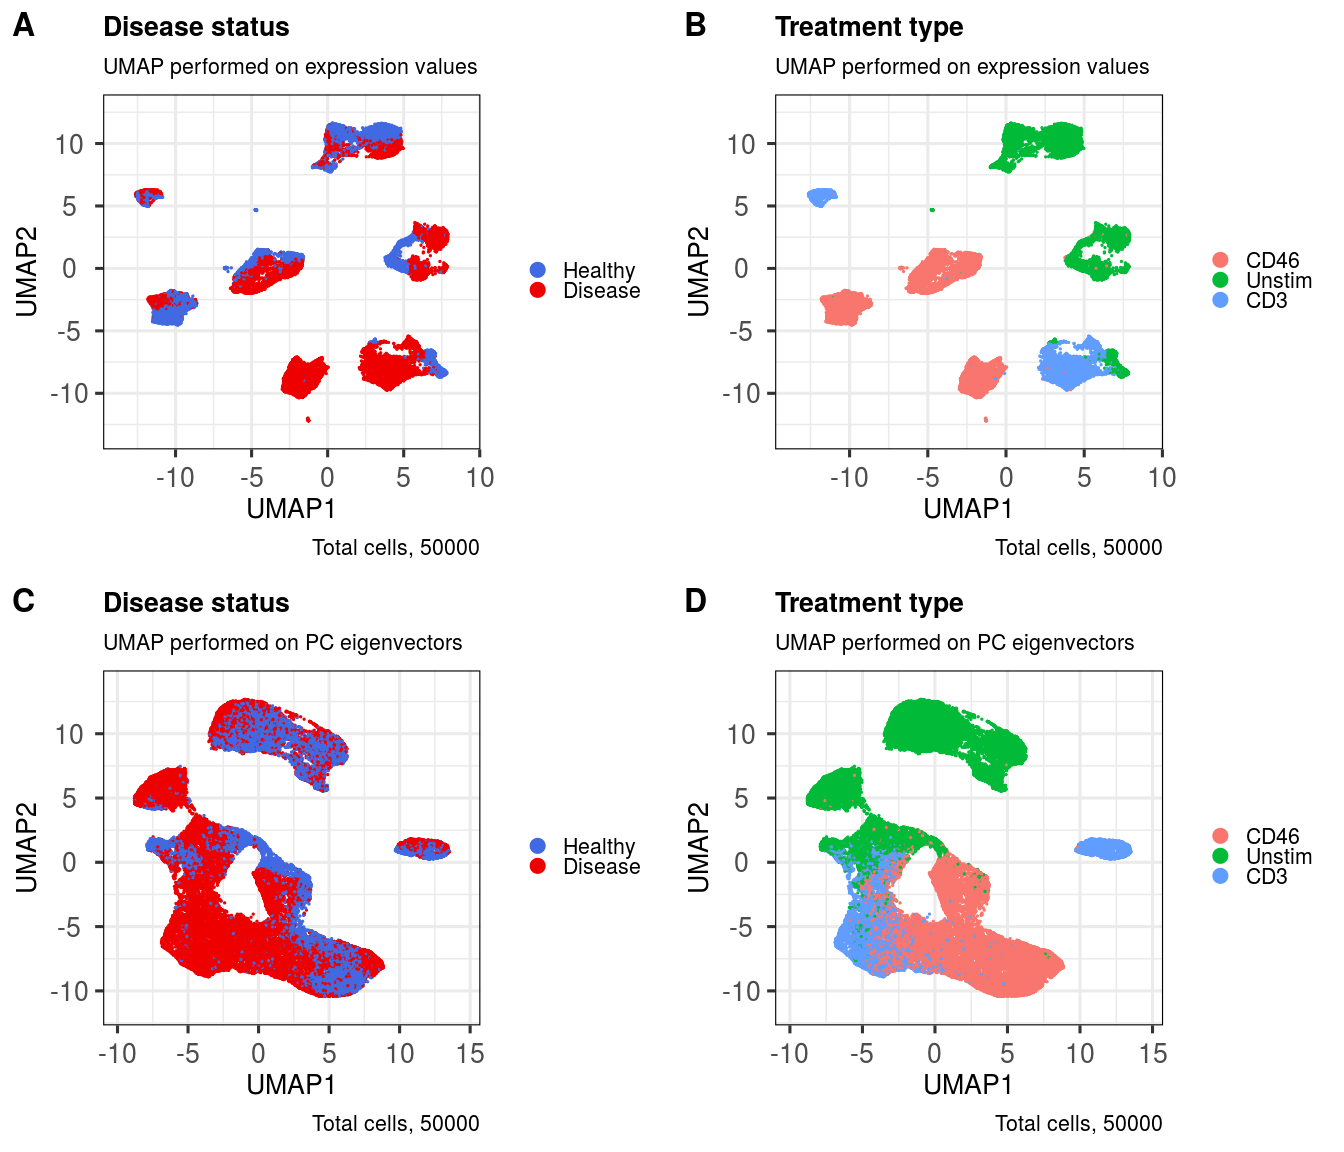 A
Disease status
UMAP performed on expression values
10
5
0
-5
-10
UMAP2
-10
-5
0
5
10
UMAP1
Healthy
Disease
Total cells, 50000
B
Treatment type
UMAP performed on expression values
10
5
0
-5
-10
UMAP2
-10
-5
0
5
10
UMAP1
CD46
Unstim
CD3
Total cells, 50000
C
Disease status
UMAP performed on PC eigenvectors
10
5
0
-5
-10
UMAP2
-10
-5
0
5
10
15
UMAP1
Healthy
Disease
Total cells, 50000
D
Treatment type
UMAP performed on PC eigenvectors
10
5
0
-5
-10
UMAP2
-10
-5
0
5
10
15
UMAP1
CD46
Unstim
CD3
Total cells, 50000